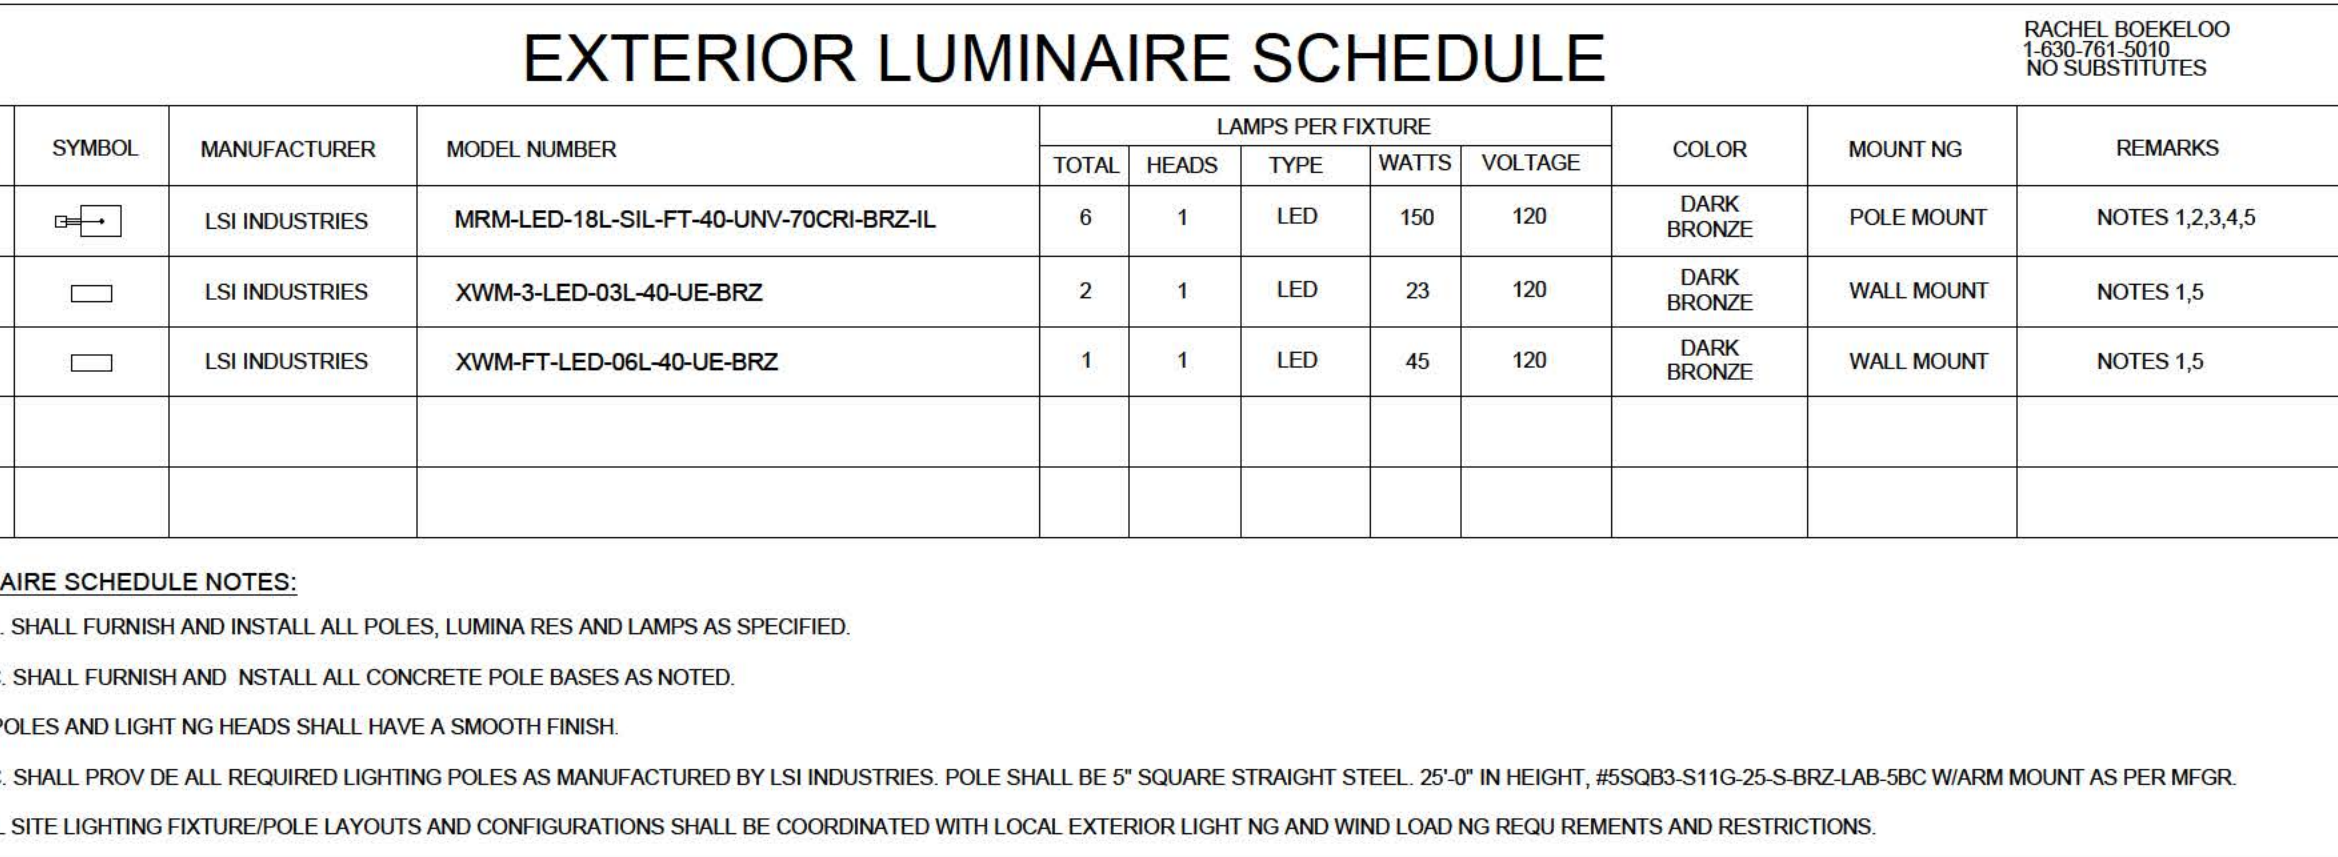 EXTERIOR LUMINAIRE SCHEDULE
RACHEL BOEKELOO
1-630-761-5010
NO SUBSTITUTES
SYMBOL MANUFACTURER MODEL NUMBER LAMPS PER FIXTURE COLOR MOUNT NG REMARKS
TOTAL HEADS TYPE WATTS VOLTAGE
LSI INDUSTRIES MRM-LED-18L-SIL-FT-40-UNV-70CRI-BRZ-IL 6 1 LED 150 120 DARK BRONZE POLE MOUNT NOTES 1,2,3,4,5
LSI INDUSTRIES XWM-3-LED-03L-40-UE-BRZ 2 1 LED 23 120 DARK BRONZE WALL MOUNT NOTES 1,5
LSI INDUSTRIES XWM-FT-LED-06L-40-UE-BRZ 1 1 LED 45 120 DARK BRONZE WALL MOUNT NOTES 1,5
AIRE SCHEDULE NOTES:
. SHALL FURNISH AND INSTALL ALL POLES, LUMINA RES AND LAMPS AS SPECIFIED.
. SHALL FURNISH AND NSTALL ALL CONCRETE POLE BASES AS NOTED.
POLES AND LIGHT NG HEADS SHALL HAVE A SMOOTH FINISH.
. SHALL PROV DE ALL REQUIRED LIGHTING POLES AS MANUFACTURED BY LSI INDUSTRIES. POLE SHALL BE 5" SQUARE STRAIGHT STEEL. 25'-0" IN HEIGHT, #5SQB3-S11G-25-S-BRZ-LAB-5BC W/ARM MOUNT AS PER MFGR.
SITE LIGHTING FIXTURE/POLE LAYOUTS AND CONFIGURATIONS SHALL BE COORDINATED WITH LOCAL EXTERIOR LIGHT NG AND WIND LOAD NG REQU REMENTS AND RESTRICTIONS.